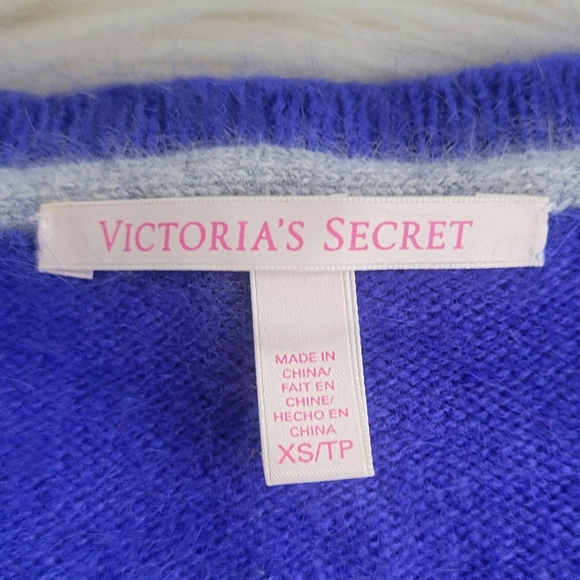 VICTORIA'S SECRET
MADE IN
CHINA/
FAIT EN
CHINE/
HECHO EN
CHINA
XS/TP